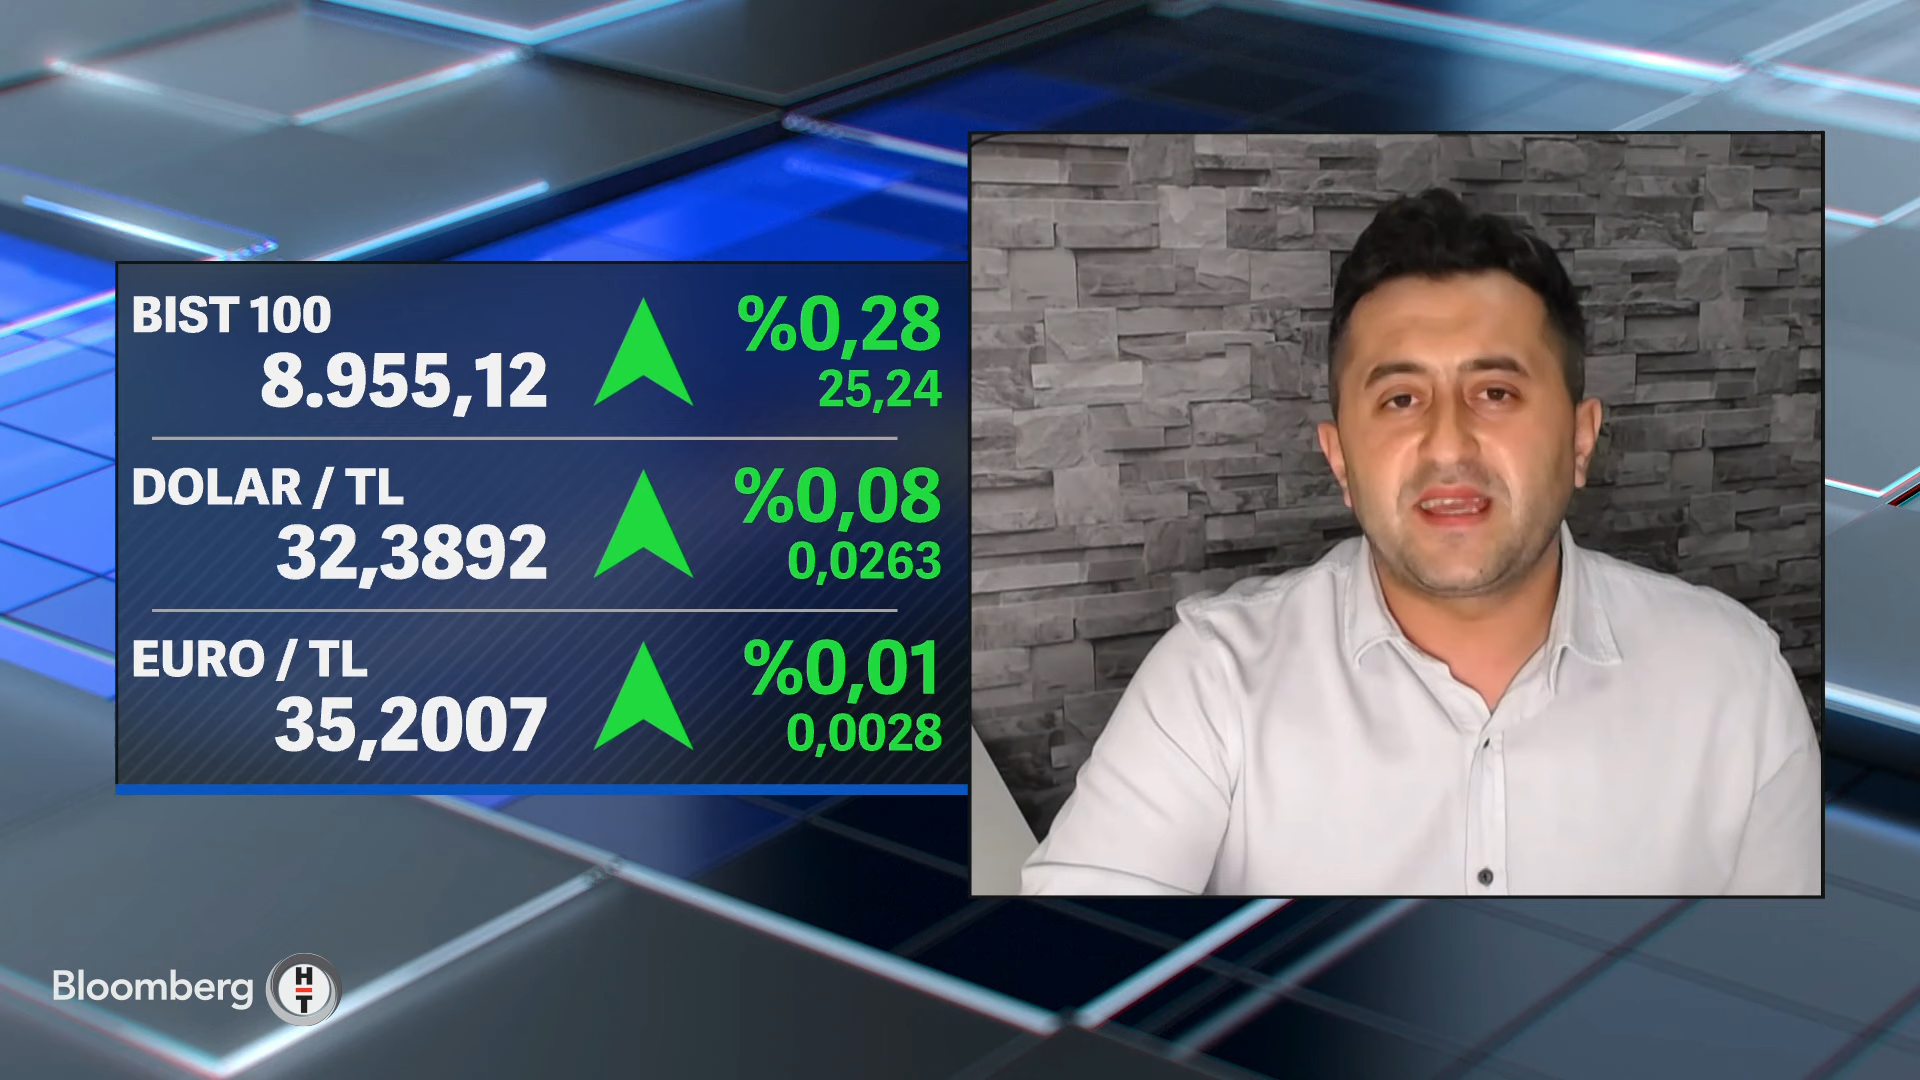 BIST 100
8.955,12
%0,28
25,24
DOLAR / TL
32,3892
%0,08
0,0263
EURO / TL
35,2007
%0,01
0,0028
Bloomberg HT